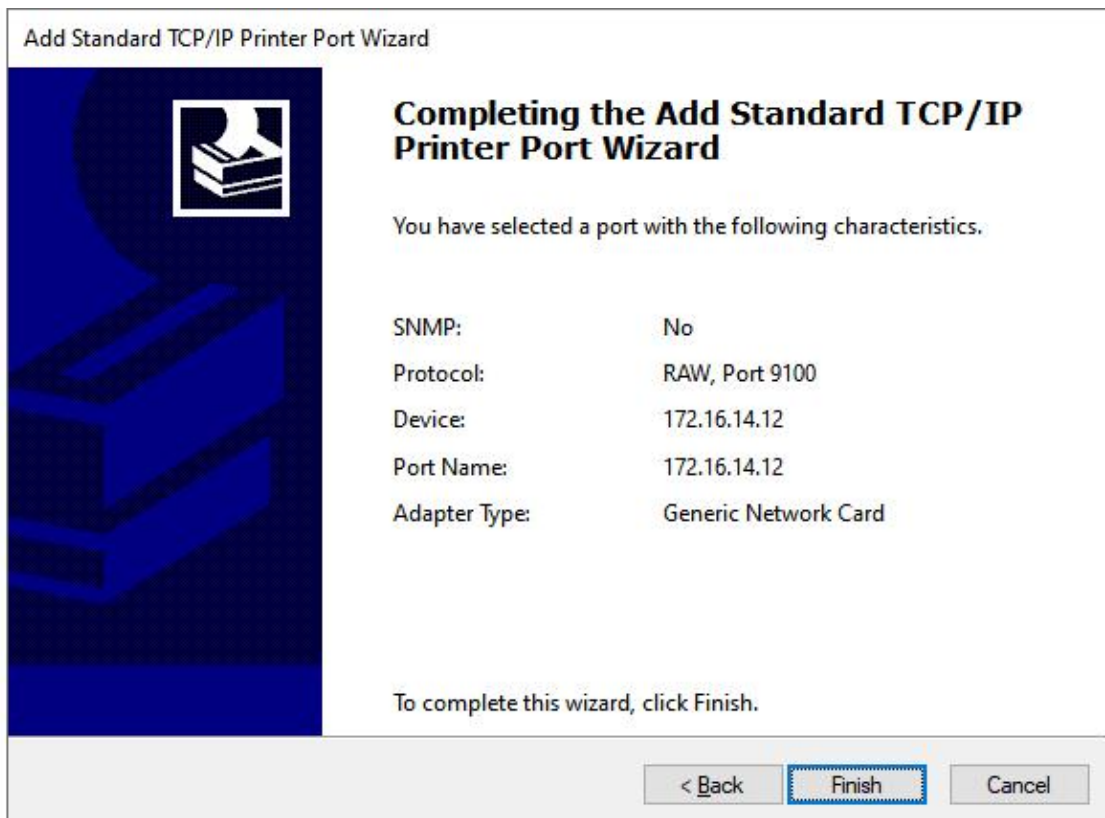 Add Standard TCP/IP Printer Port Wizard
Completing the Add Standard TCP/IP
Printer Port Wizard
You have selected a port with the following characteristics.
SNMP: No
Protocol: RAW, Port 9100
Device: 172.16.14.12
Port Name: 172.16.14.12
Adapter Type: Generic Network Card
To complete this wizard, click Finish.
< Back Finish Cancel